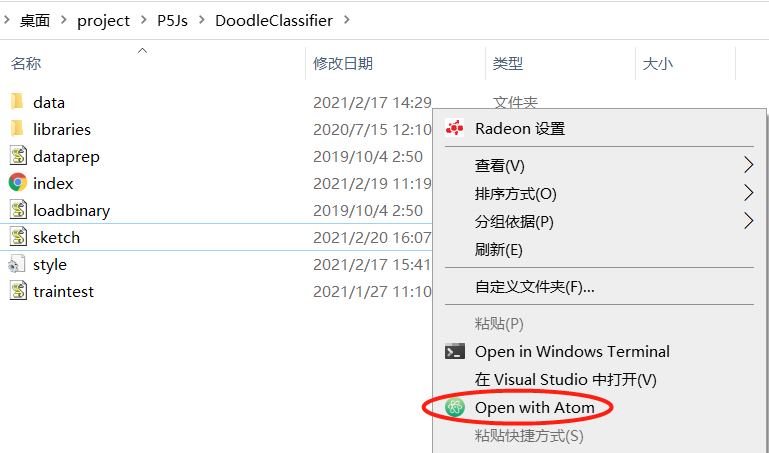 桌面 project P5Js DoodleClassifier
名称 修改日期 类型 大小
data 2021/2/17 14:29 文件夹
libraries 2020/7/15 12:10
dataprep 2019/10/4 2:50
index 2021/2/19 11:19
loadbinary 2019/10/4 2:50
sketch 2021/2/20 16:07
style 2021/2/17 15:41
traintest 2021/1/27 11:10
Radeon 设置
查看(V)
排序方式(O)
分组依据(P)
刷新(E)
自定义文件夹(F)...
粘贴(P)
Open in Windows Terminal
在 Visual Studio 中打开(V)
Open with Atom
粘贴快捷方式(S)